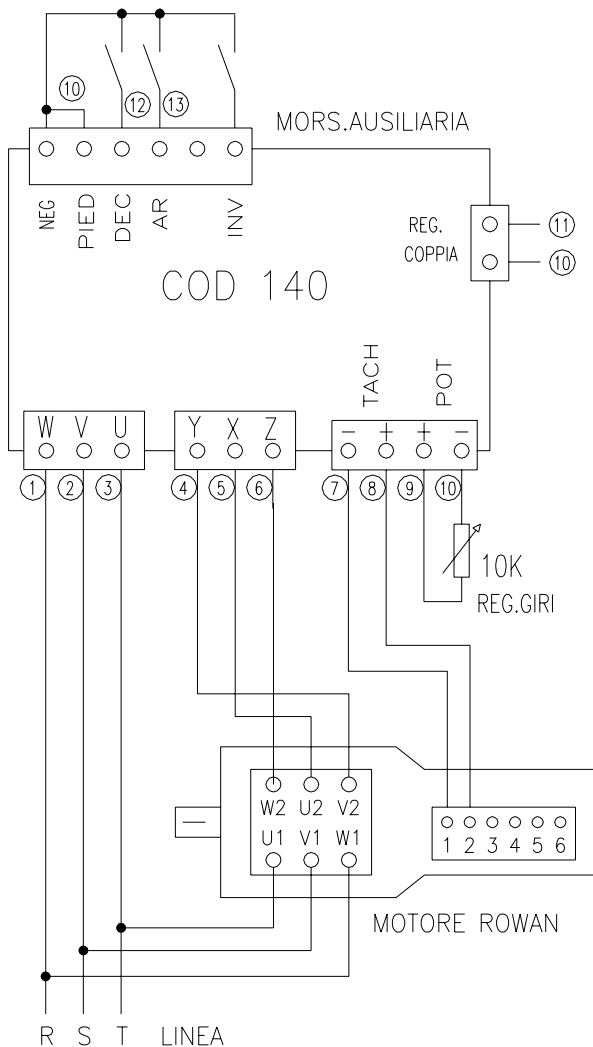 10
12
13
MORS.AUSILIARIA
NEG
PIED
DEC
AR
INV
REG.
COPPIA
11
10
COD 140
TACH
POT
W V U
Y X Z
- + + -
1 2 3
4 5 6
7 8 9 10
10K
REG.GIRI
W2 U2 V2
U1 V1 W1
1 2 3 4 5 6
MOTORE ROWAN
R S T LINEA